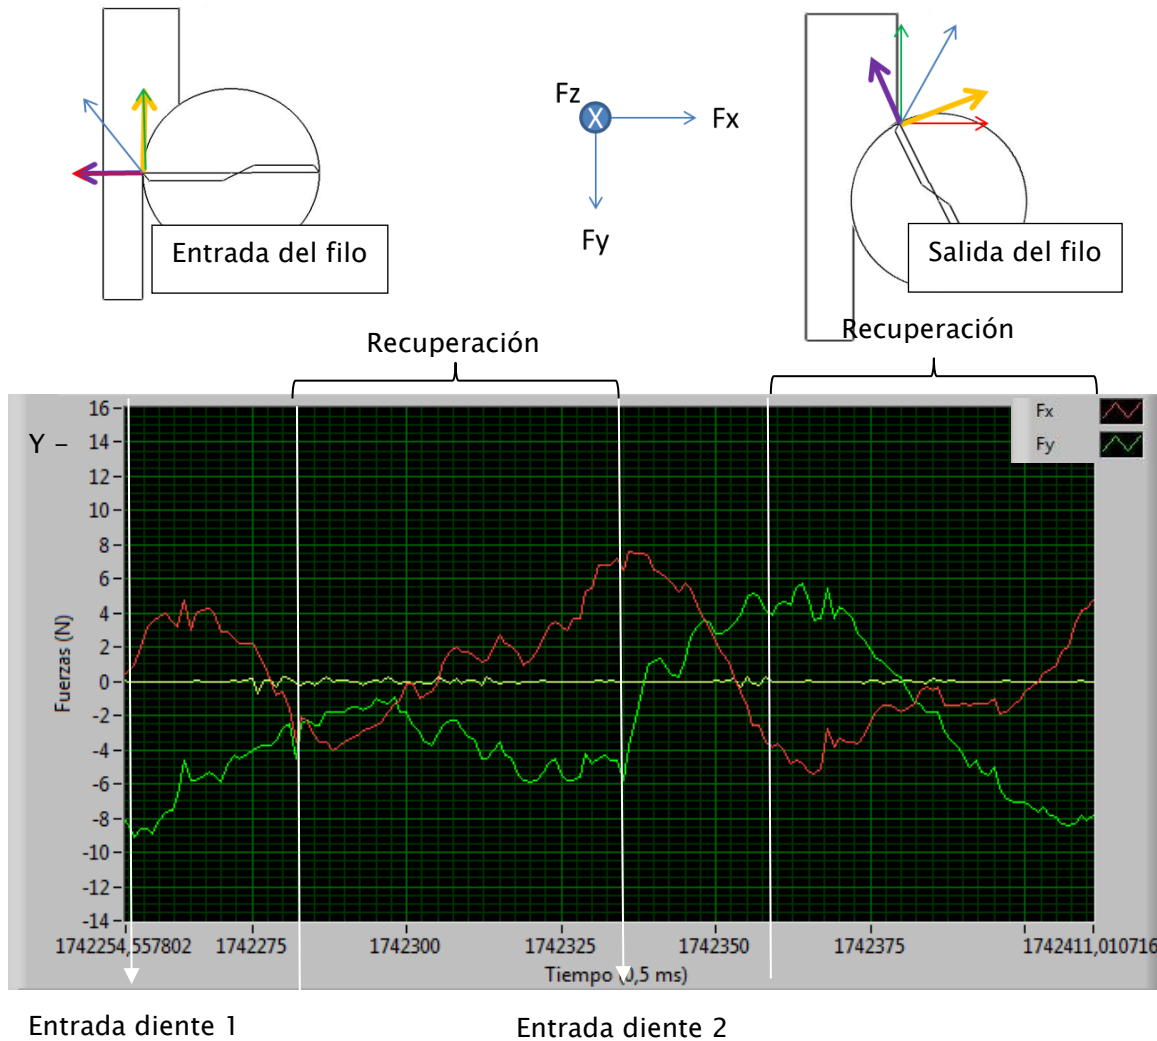 Fz
X
Fx
Fy
Entrada del filo
Salida del filo
Recuperación
Recuperación
Y –
Fx
Fy
16
14
12
10
8
6
4
2
0
-2
-4
-6
-8
-10
-12
-14
Fuerzas (N)
1742254,557802 1742275 1742300 1742325 1742350 1742375 1742411,010716
Tiempo (0,5 ms)
Entrada diente 1
Entrada diente 2